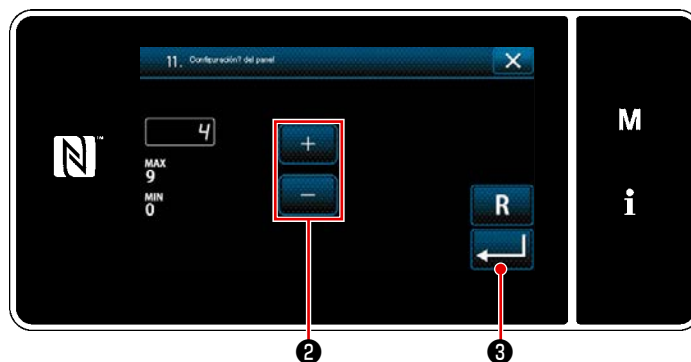 11. Configuración? del panel
4
+
M
MAX
9
MIN
0
−
R
i
❷
❸